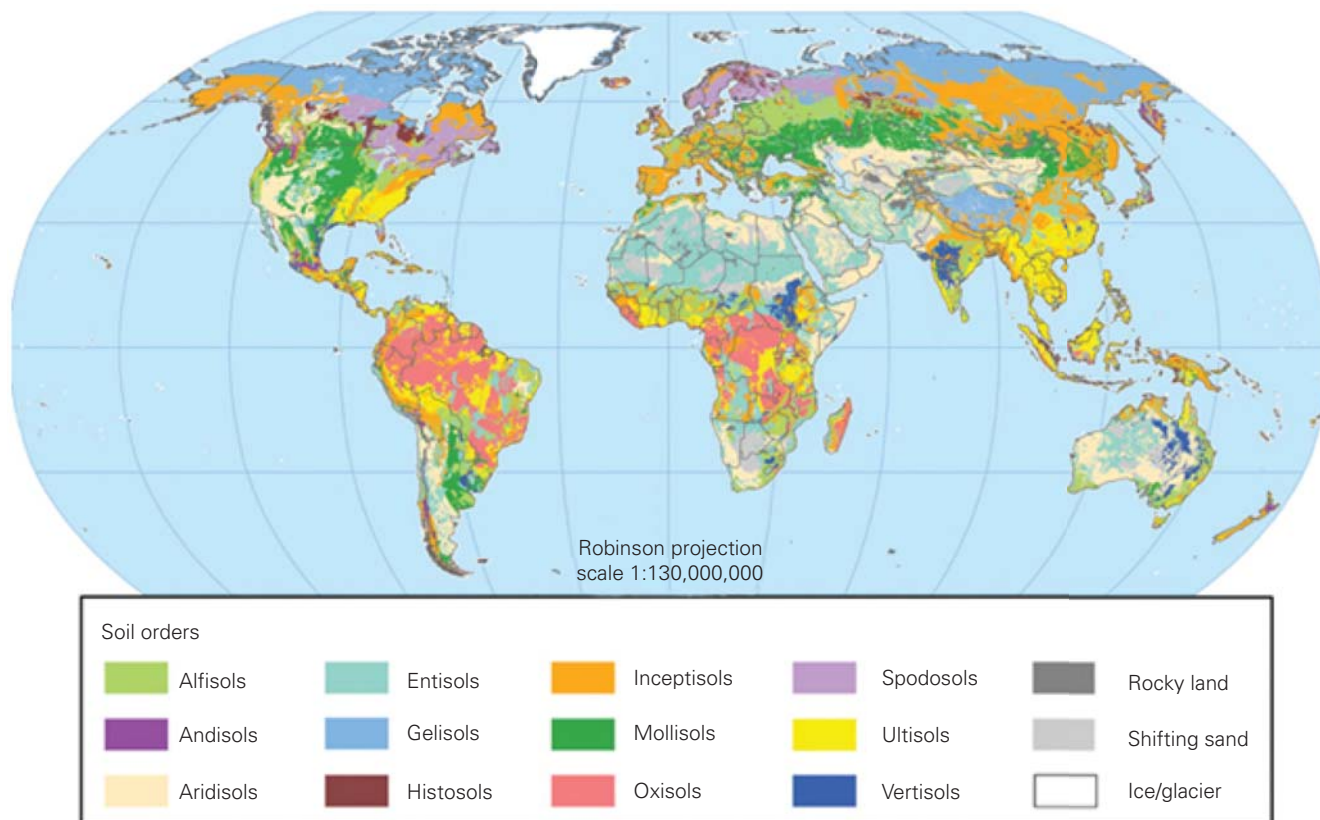 Robinson projection
scale 1:130,000,000
Soil orders
Alfisols
Entisols
Inceptisols
Spodosols
Rocky land
Andisols
Gelisols
Mollisols
Ultisols
Shifting sand
Aridisols
Histosols
Oxisols
Vertisols
Ice/glacier